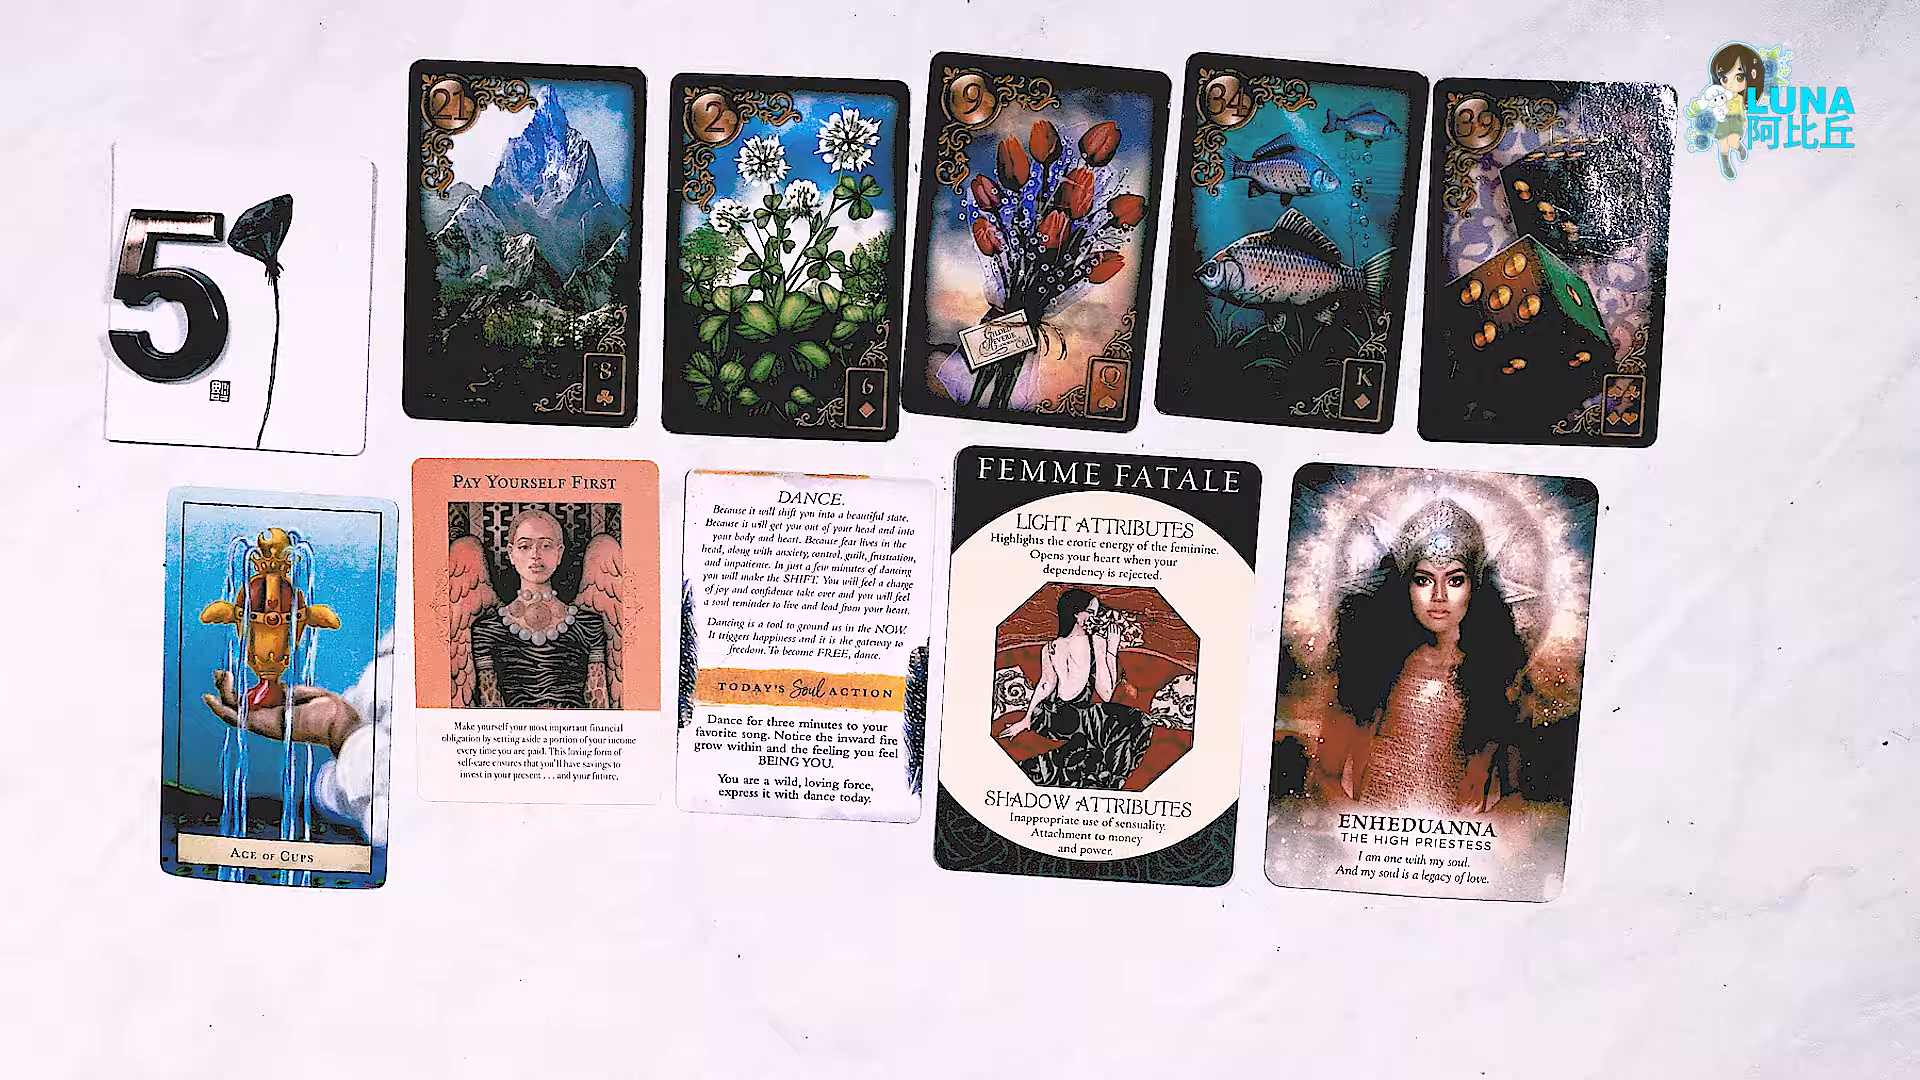 LUNA
阿比丘
5
21
8
2
6
9
GILDED
REVERIE
CM
Q
34
K
39
ACE OF CUPS
PAY YOURSELF FIRST
Make yourself your most important financial
obligation by setting aside a portion of your income
every time you are paid. This loving form of
self-care ensures that you'll have savings to
invest in your present . . . and your future.
DANCE.
Because it will shift you into a beautiful state.
Because it will get you out of your head and into
your body and heart. Because fear lives in the
head, along with anxiety, control, guilt, frustration,
and impatience. In just a few minutes of dancing
you will make the SHIFT. You will feel a charge
of joy and confidence take over and you will feel
a soul reminder to live and lead from your heart.
Dancing is a tool to ground us in the NOW.
It triggers happiness and it is the gateway to
freedom. To become FREE, dance.
TODAY'S Soul ACTION
Dance for three minutes to your
favorite song. Notice the inward fire
grow within and the feeling you feel
BEING YOU.
You are a wild, loving force,
express it with dance today.
FEMME FATALE
LIGHT ATTRIBUTES
Highlights the erotic energy of the feminine.
Opens your heart when your
dependency is rejected.
SHADOW ATTRIBUTES
Inappropriate use of sensuality.
Attachment to money
and power.
ENHEDUANNA
THE HIGH PRIESTESS
I am one with my soul.
And my soul is a legacy of love.